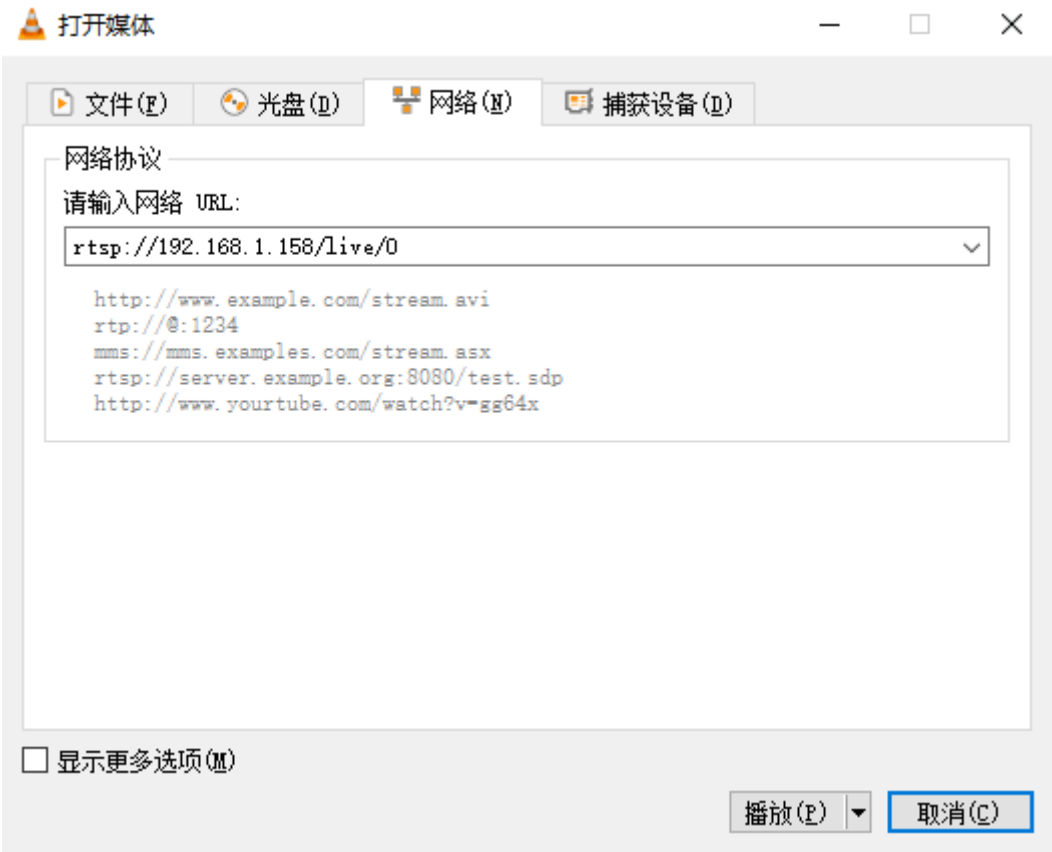 打开媒体
文件(F)
光盘(D)
网络(N)
捕获设备(D)
网络协议
请输入网络 URL:
rtsp://192.168.1.158/live/0
http://www.example.com/stream.avi
rtp://@:1234
mms://mms.examples.com/stream.asx
rtsp://server.example.org:8080/test.sdp
http://www.yourtube.com/watch?v=gg64x
显示更多选项(M)
播放(P)
取消(C)